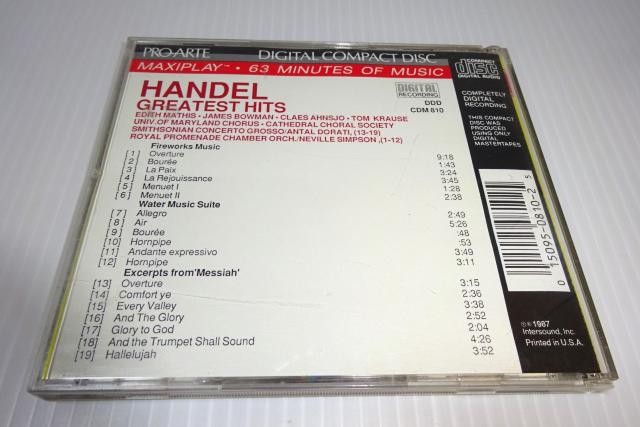 PRO-ARTE DIGITAL COMPACT DISC
MAXIPLAY™ • 63 MINUTES OF MUSIC
HANDEL
GREATEST HITS
DIGITAL
RECORDING
DDD
CDM 810
EDITH MATHIS • JAMES BOWMAN • CLAES AHNSJO • TOM KRAUSE
UNIV. OF MARYLAND CHORUS • CATHEDRAL CHORAL SOCIETY
SMITHSONIAN CONCERTO GROSSO/ANTAL DORATI, (13-19)
ROYAL PROMENADE CHAMBER ORCH./NEVILLE SIMPSON, (1-12)
Fireworks Music
[1] Overture 9:18
[2] Bourée 1:43
[3] La Paix 3:24
[4] La Rejouissance 3:45
[5] Menuet I 1:28
[6] Menuet II 2:38
Water Music Suite
[7] Allegro 2:49
[8] Air 5:26
[9] Bourée :48
[10] Hornpipe :53
[11] Andante expressivo 3:49
[12] Hornpipe 3:11
Excerpts from 'Messiah'
[13] Overture 3:15
[14] Comfort ye 2:36
[15] Every Valley 3:38
[16] And The Glory 2:52
[17] Glory to God 2:04
[18] And the Trumpet Shall Sound 4:26
[19] Hallelujah 3:52
COMPACT
disc
DIGITAL AUDIO
COMPLETELY
DIGITAL
RECORDING
THIS COMPACT
DISC WAS
PRODUCED
USING ONLY
DIGITAL
MASTERTAPES
0 15095-0810-2 5
℗© 1987
Intersound, Inc.
Printed in U.S.A.